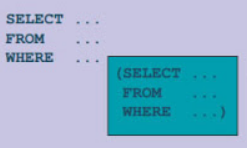 SELECT ...
FROM ...
WHERE ...
(SELECT ...
FROM ...
WHERE ...)